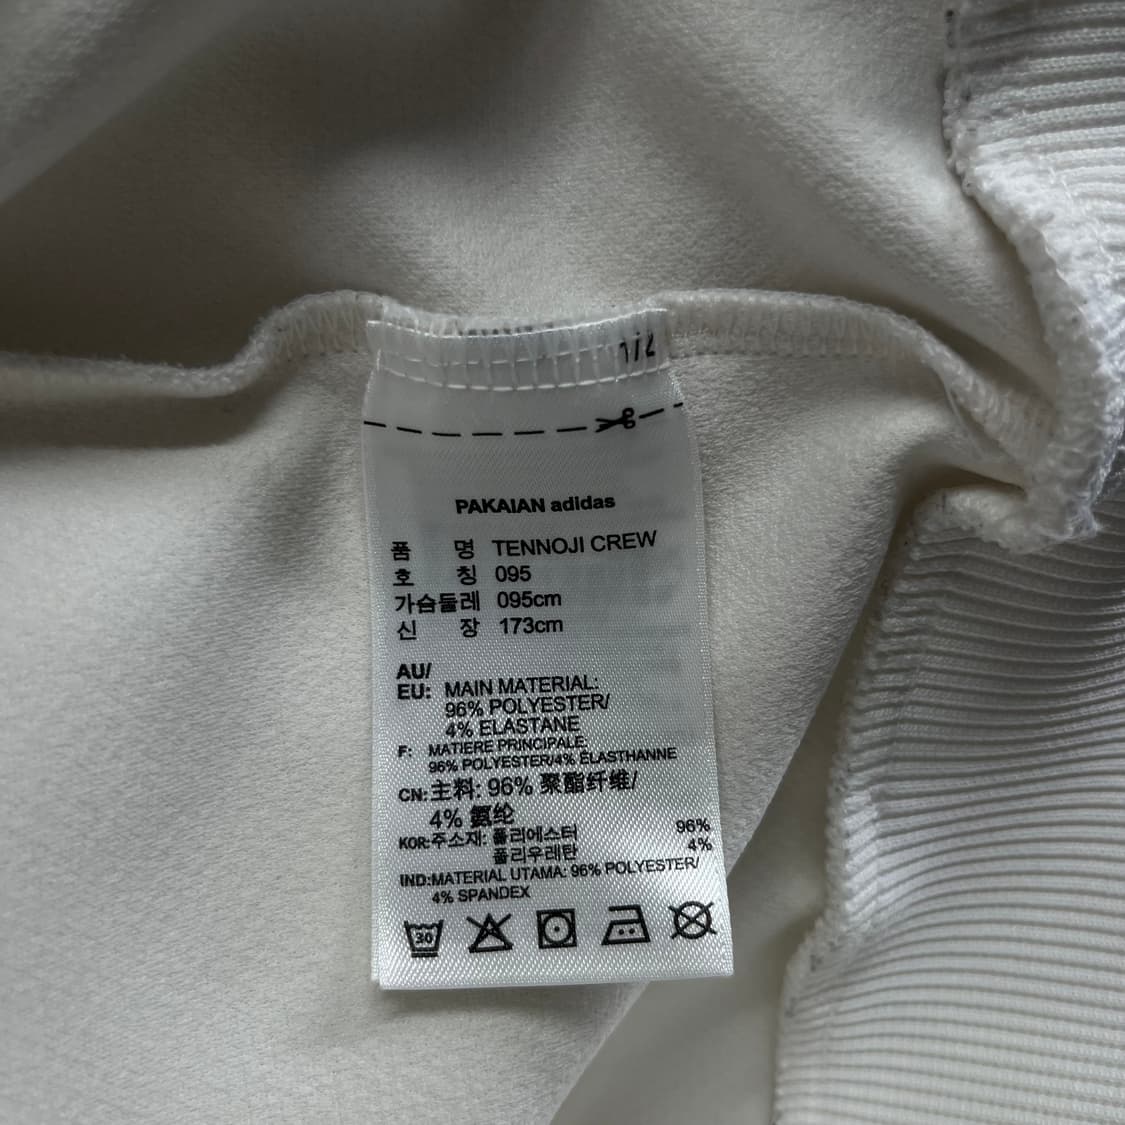 1/2
PAKAIAN adidas
품 명 TENNOJI CREW
호 칭 095
가슴둘레 095cm
신 장 173cm
AU/
EU: MAIN MATERIAL:
96% POLYESTER/
4% ELASTANE
F: MATIERE PRINCIPALE:
96% POLYESTER/4% ÉLASTHANNE
CN:主料: 96% 聚酯纤维/
4% 氨纶
KOR:주소재: 폴리에스터 96%
폴리우레탄 4%
IND:MATERIAL UTAMA: 96% POLYESTER/
4% SPANDEX
30